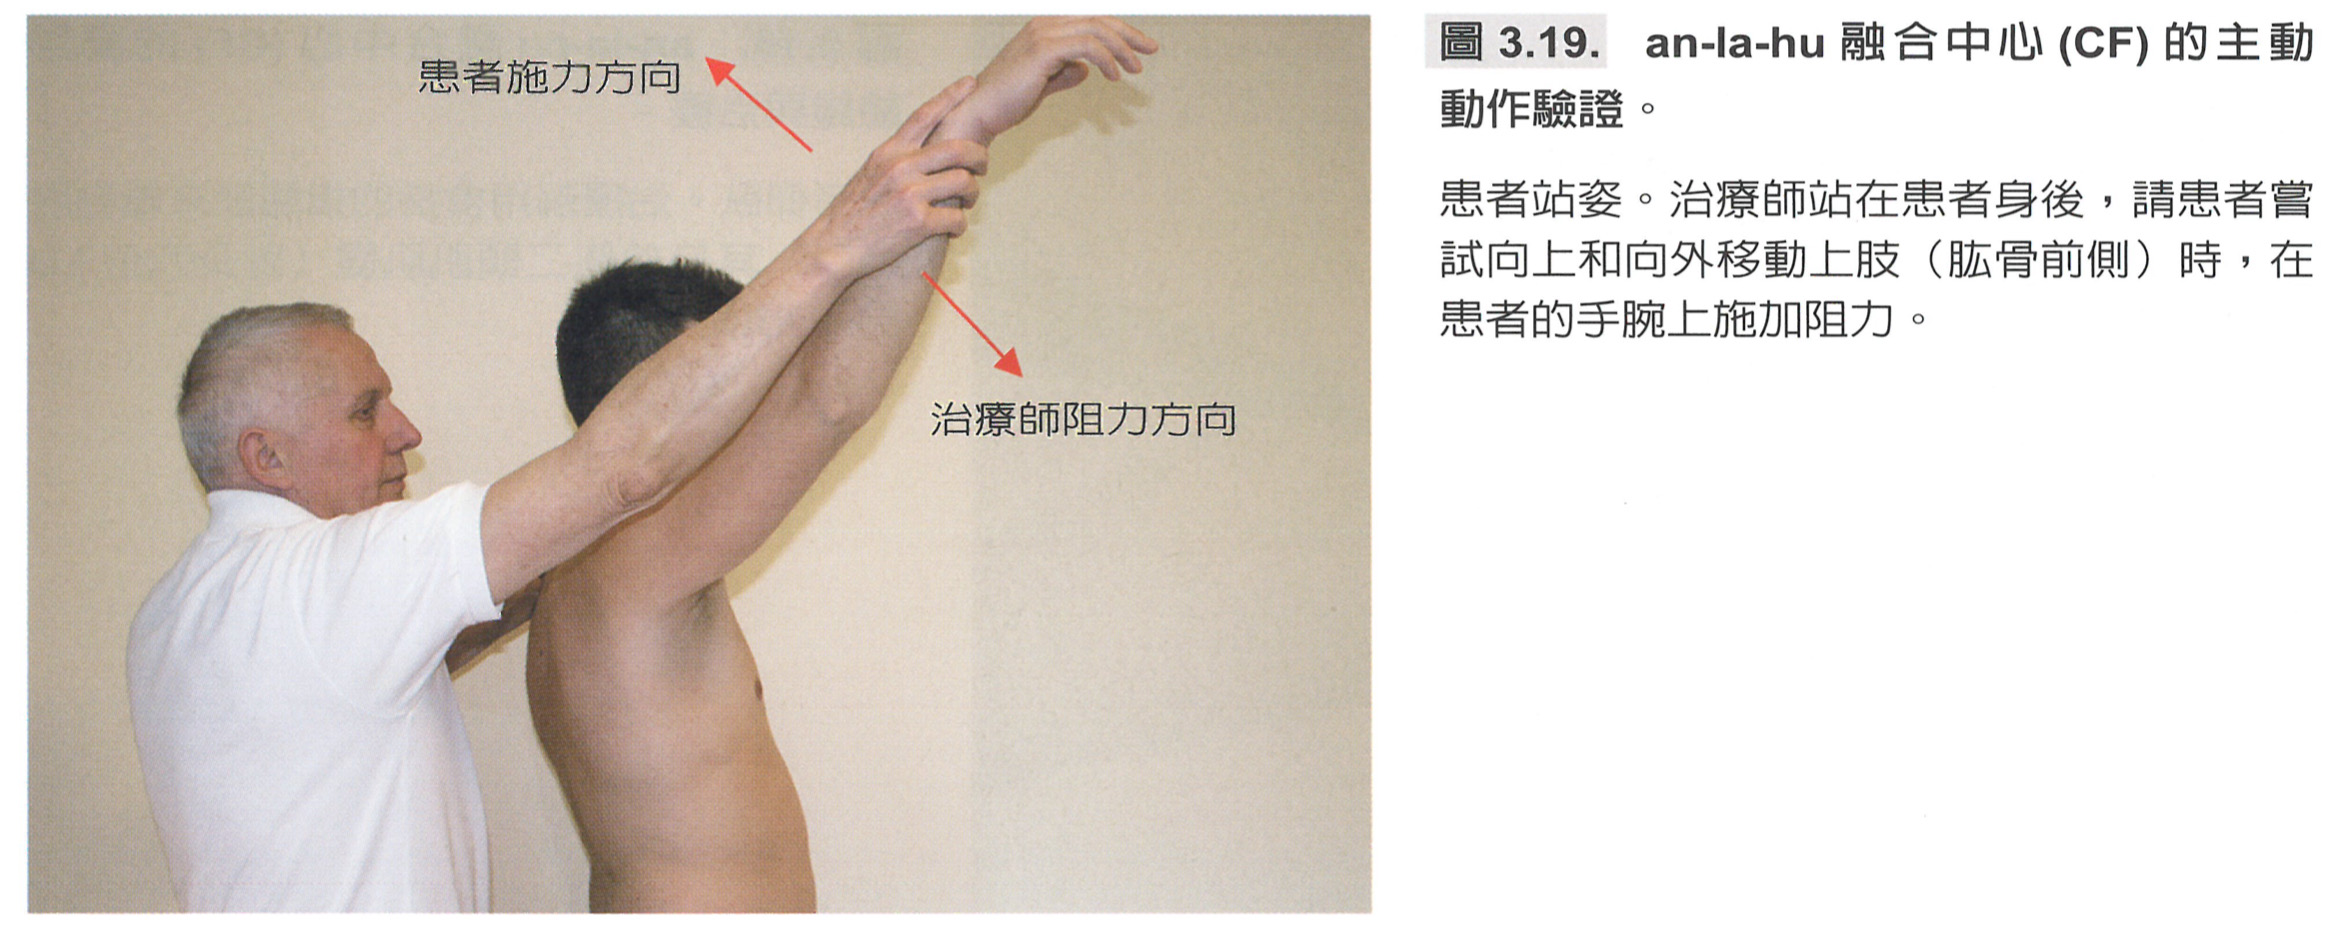 患者施力方向
治療師阻力方向
圖 3.19. an-la-hu 融合中心 (CF) 的主動
動作驗證。
患者站姿。治療師站在患者身後，請患者嘗
試向上和向外移動上肢（肱骨前側）時，在
患者的手腕上施加阻力。